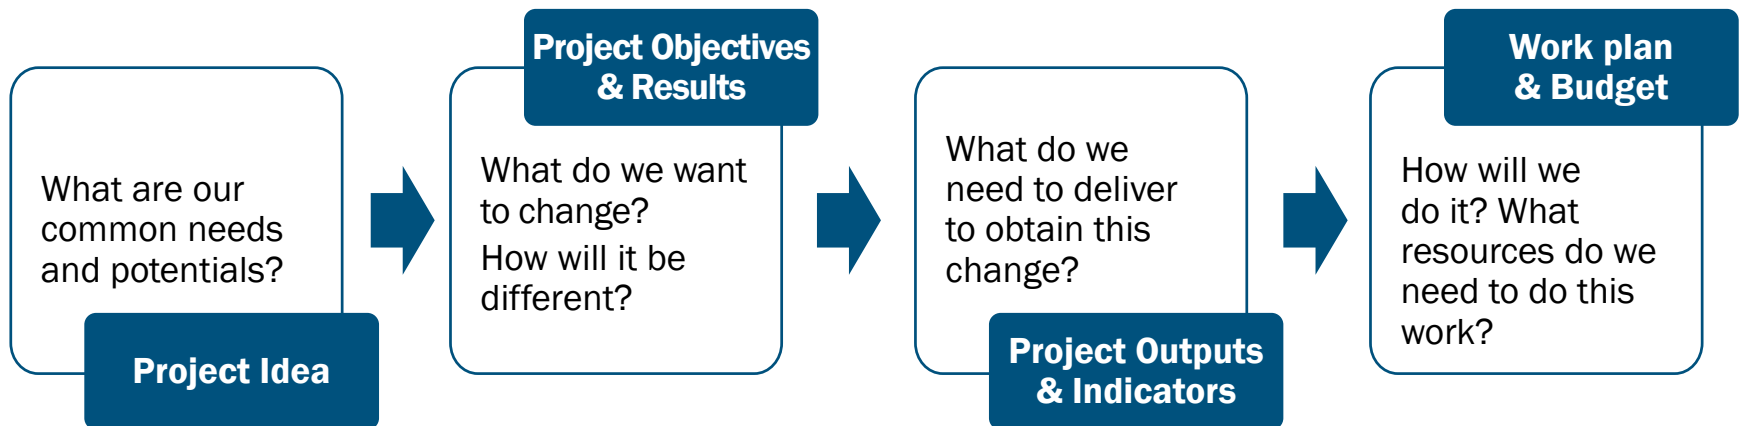 What are our
common needs
and potentials?
Project Idea
Project Objectives
& Results
What do we want
to change?
How will it be
different?
What do we
need to deliver
to obtain this
change?
Project Outputs
& Indicators
Work plan
& Budget
How will we
do it? What
resources do we
need to do this
work?